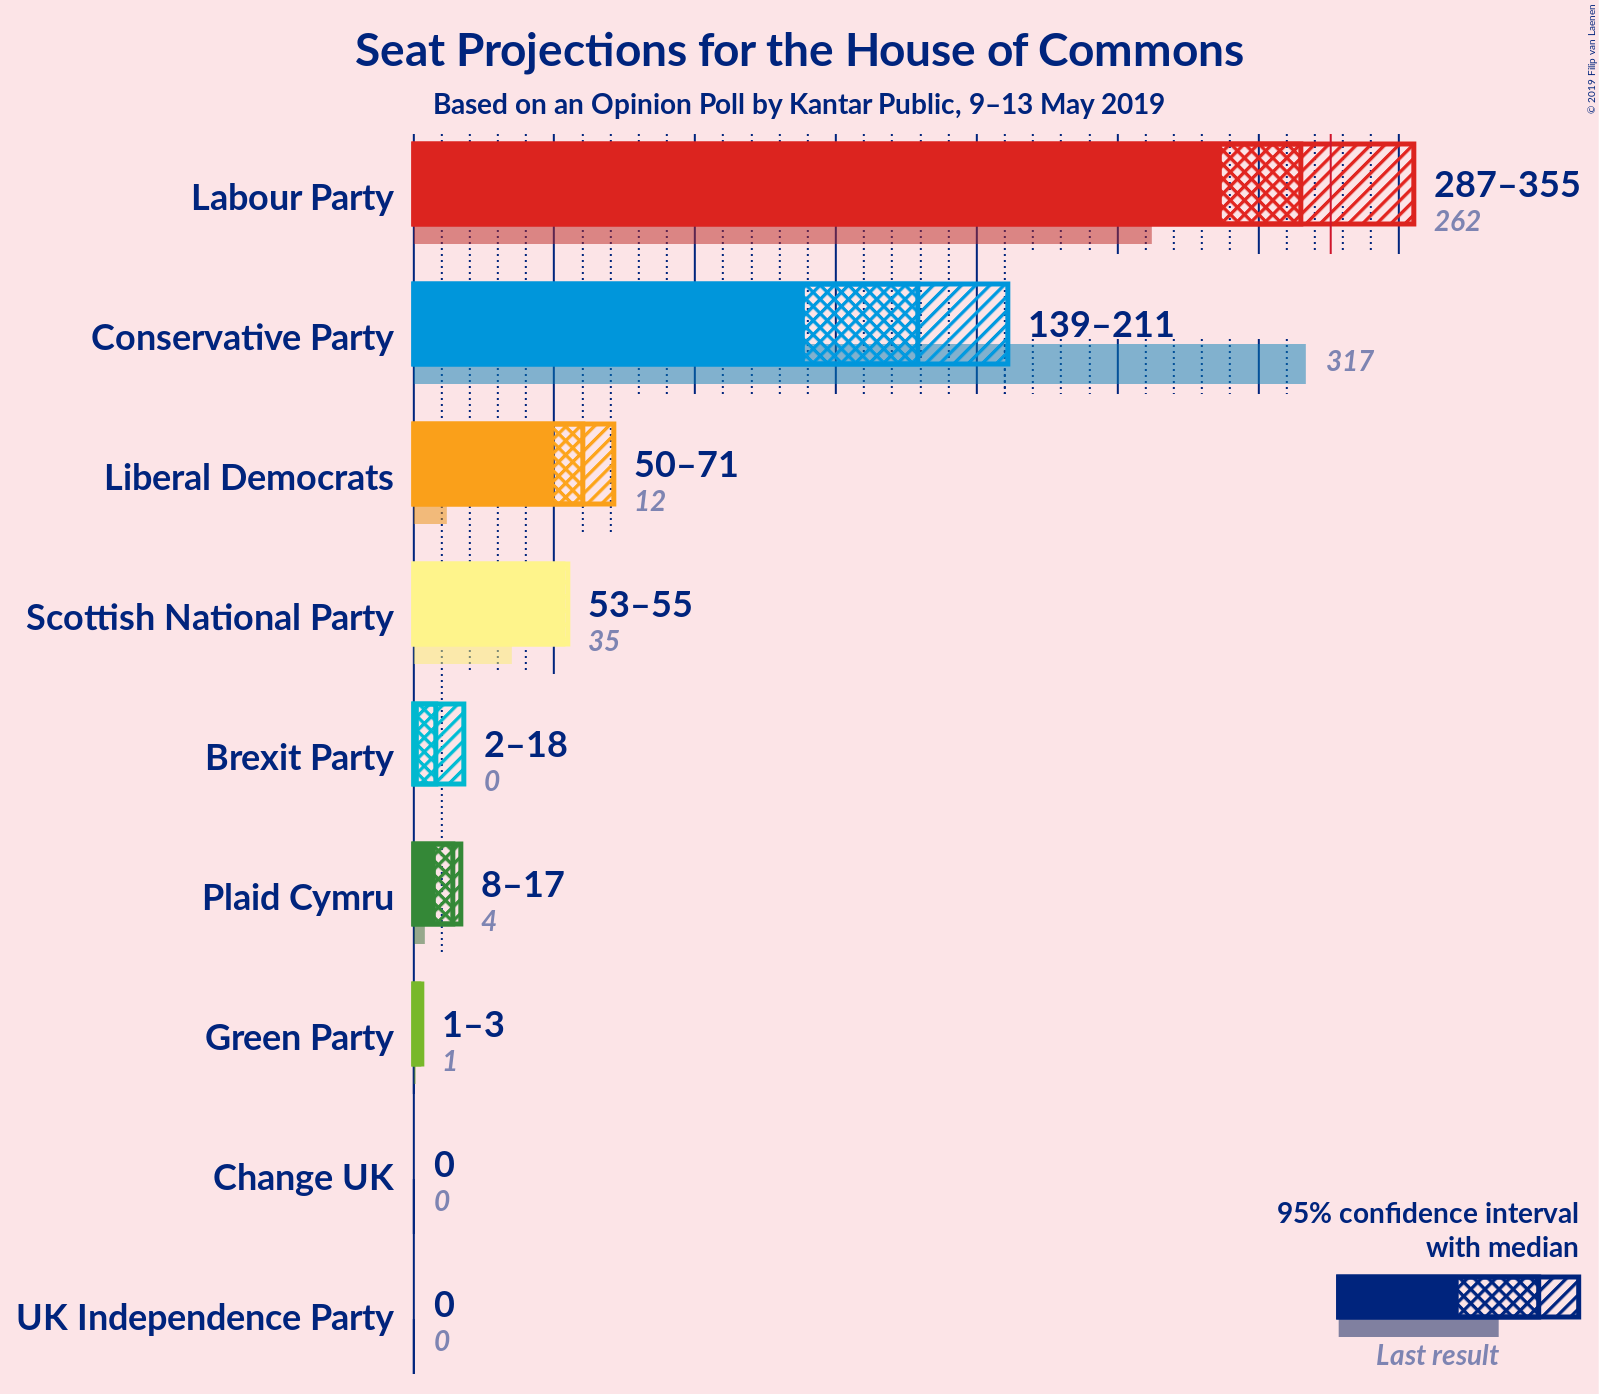 Seat Projections for the House of Commons
Based on an Opinion Poll by Kantar Public, 9–13 May 2019
© 2019 Filip van Laenen
Labour Party
287–355
262
Conservative Party
139–211
317
Liberal Democrats
50–71
12
Scottish National Party
53–55
35
Brexit Party
2–18
0
Plaid Cymru
8–17
4
Green Party
1–3
1
Change UK
0
0
UK Independence Party
0
0
95% confidence interval
with median
Last result